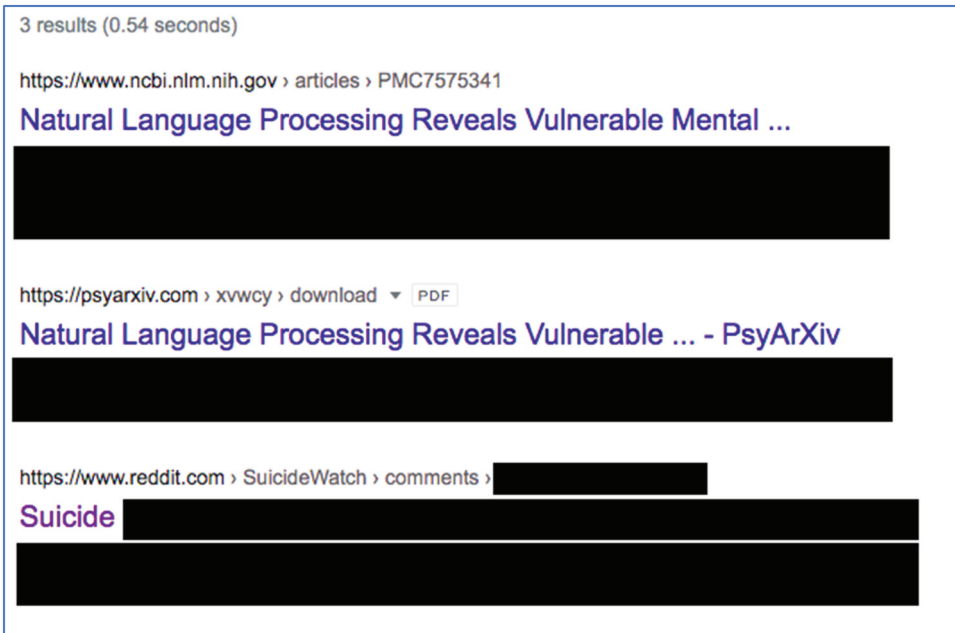 3 results (0.54 seconds)
https://www.ncbi.nlm.nih.gov › articles › PMC7575341
Natural Language Processing Reveals Vulnerable Mental ...
https://psyarxiv.com › xvwcy › download ▾ PDF
Natural Language Processing Reveals Vulnerable ... - PsyArXiv
https://www.reddit.com › SuicideWatch › comments ›
Suicide